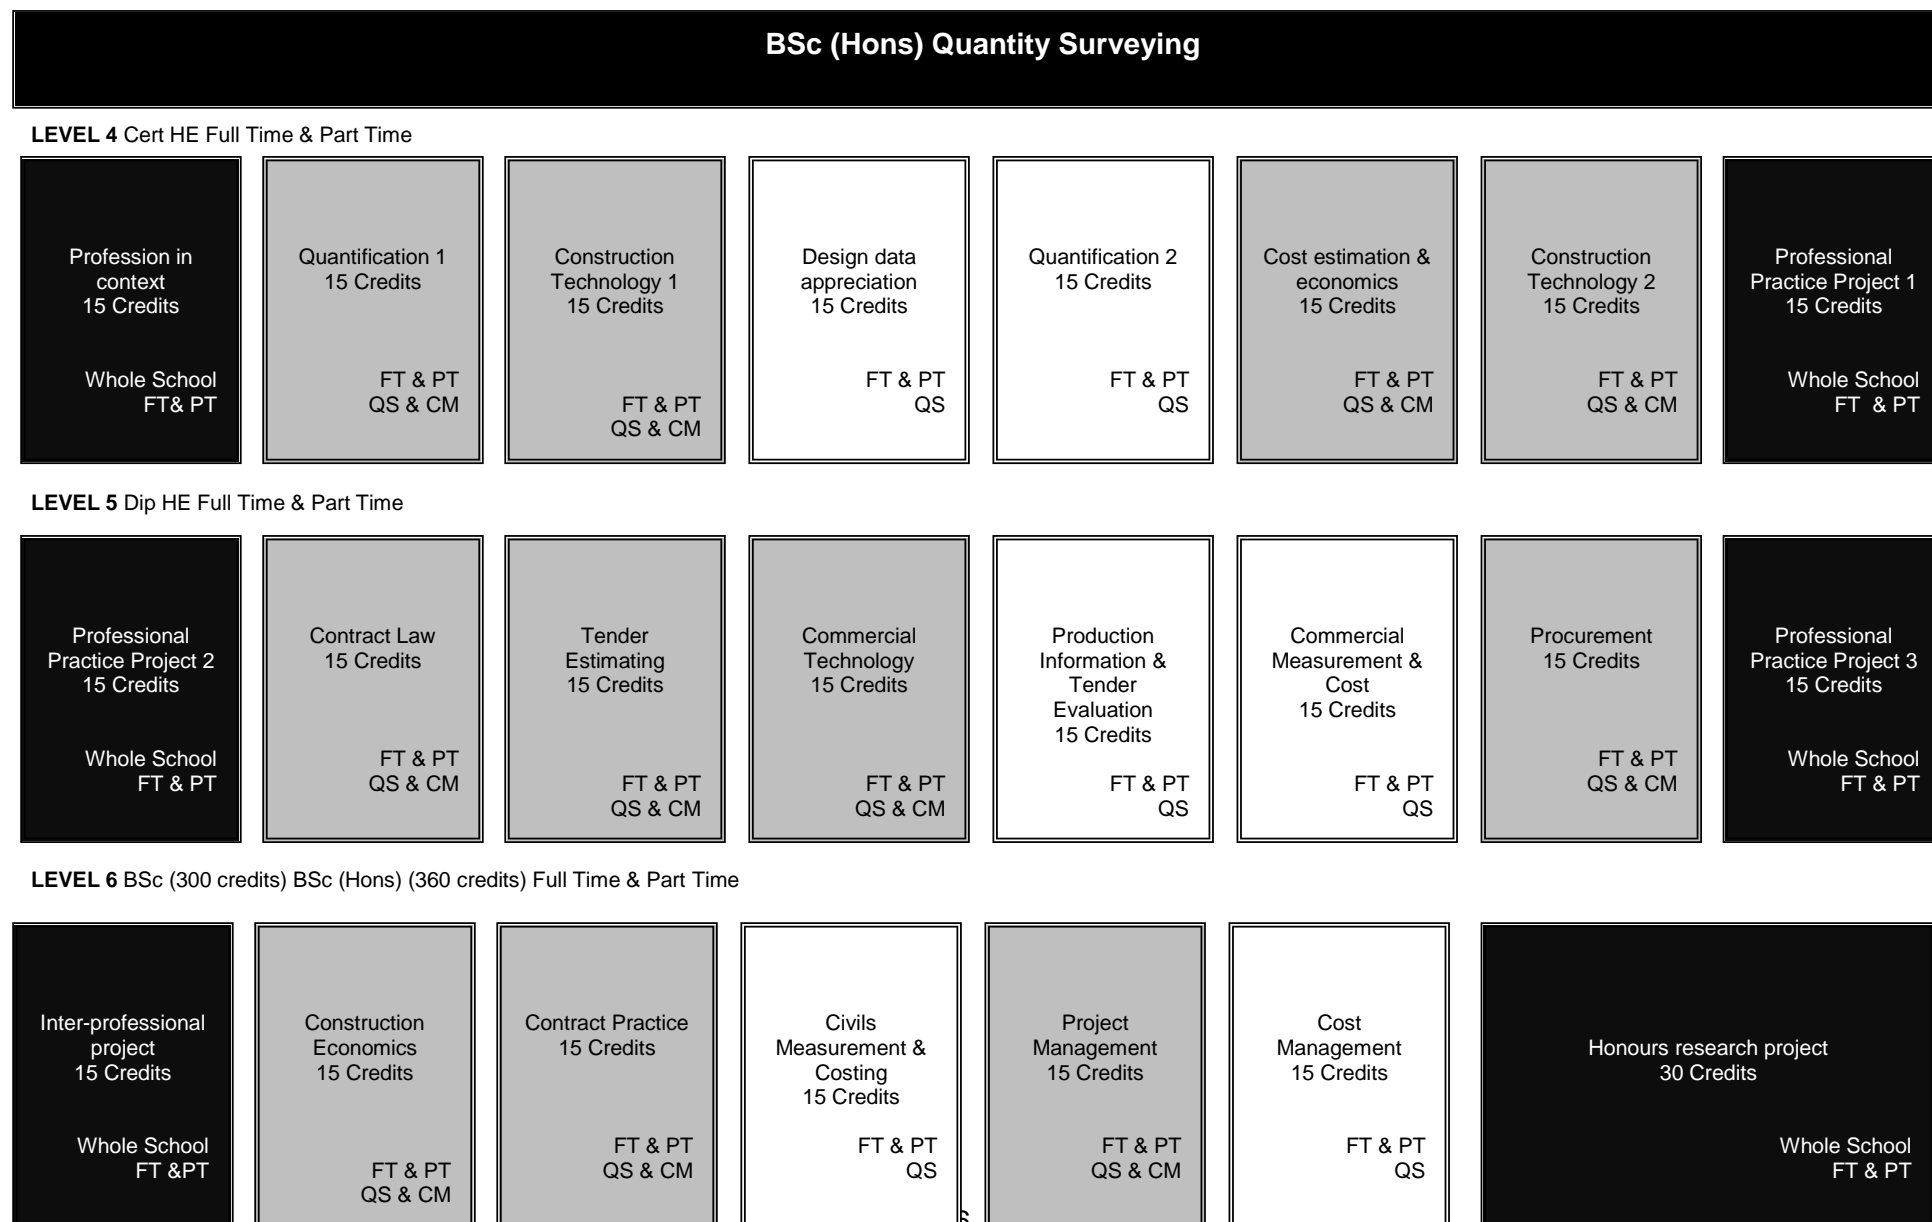 BSc (Hons) Quantity Surveying
LEVEL 4 Cert HE Full Time & Part Time
Profession in
context
15 Credits
Whole School
FT& PT
Quantification 1
15 Credits
FT & PT
QS & CM
Construction
Technology 1
15 Credits
FT & PT
QS & CM
Design data
appreciation
15 Credits
FT & PT
QS
Quantification 2
15 Credits
FT & PT
QS
Cost estimation &
economics
15 Credits
FT & PT
QS & CM
Construction
Technology 2
15 Credits
FT & PT
QS & CM
Professional
Practice Project 1
15 Credits
Whole School
FT  & PT
LEVEL 5 Dip HE Full Time & Part Time
Professional
Practice Project 2
15 Credits
Whole School
FT & PT
Contract Law
15 Credits
FT & PT
QS & CM
Tender
Estimating
15 Credits
FT & PT
QS & CM
Commercial
Technology
15 Credits
FT & PT
QS & CM
Production
Information &
Tender
Evaluation
15 Credits
FT & PT
QS
Commercial
Measurement &
Cost
15 Credits
FT & PT
QS
Procurement
15 Credits
FT & PT
QS & CM
Professional
Practice Project 3
15 Credits
Whole School
FT & PT
LEVEL 6 BSc (300 credits) BSc (Hons) (360 credits) Full Time & Part Time
Inter-professional
project
15 Credits
Whole School
FT &PT
Construction
Economics
15 Credits
FT & PT
QS & CM
Contract Practice
15 Credits
FT & PT
QS & CM
Civils
Measurement &
Costing
15 Credits
FT & PT
QS
Project
Management
15 Credits
FT & PT
QS & CM
Cost
Management
15 Credits
FT & PT
QS
Honours research project
30 Credits
Whole School
FT & PT